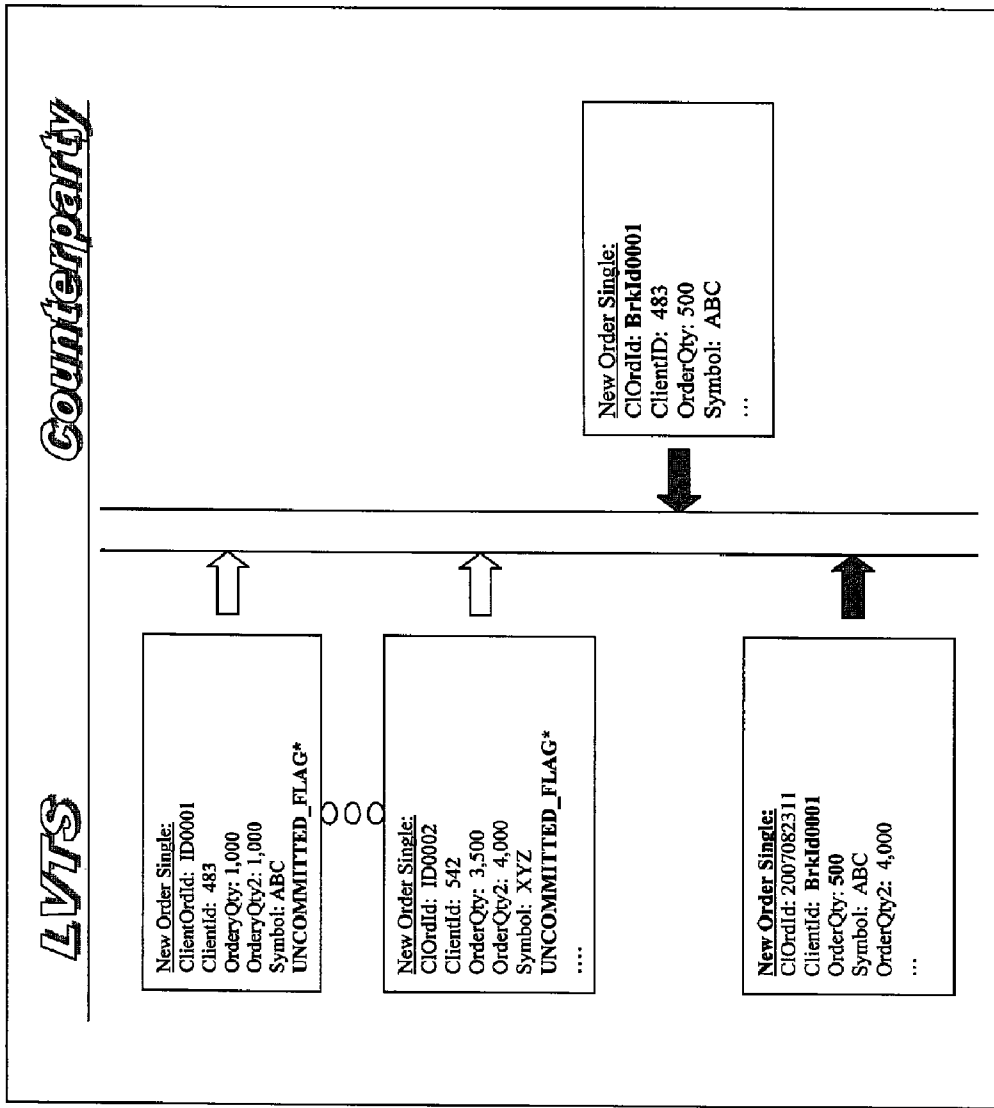 LVTS
Counterparty
New Order Single:
ClientOrdId: ID0001
ClientId: 483
OrderyQty: 1,000
OrderyQty2: 1,000
Symbol: ABC
UNCOMMITTED_FLAG*
New Order Single:
ClOrdId: ID0002
ClientId: 542
OrderQty: 3,500
OrderQty2: 4,000
Symbol: XYZ
UNCOMMITTED_FLAG*
....
New Order Single:
ClOrdId: BrkId0001
ClientID: 483
OrderQty: 500
Symbol: ABC
...
New Order Single:
ClOrdId: 2007082311
ClientId: BrkId0001
OrderQty: 500
Symbol: ABC
OrderQty2: 4,000
...